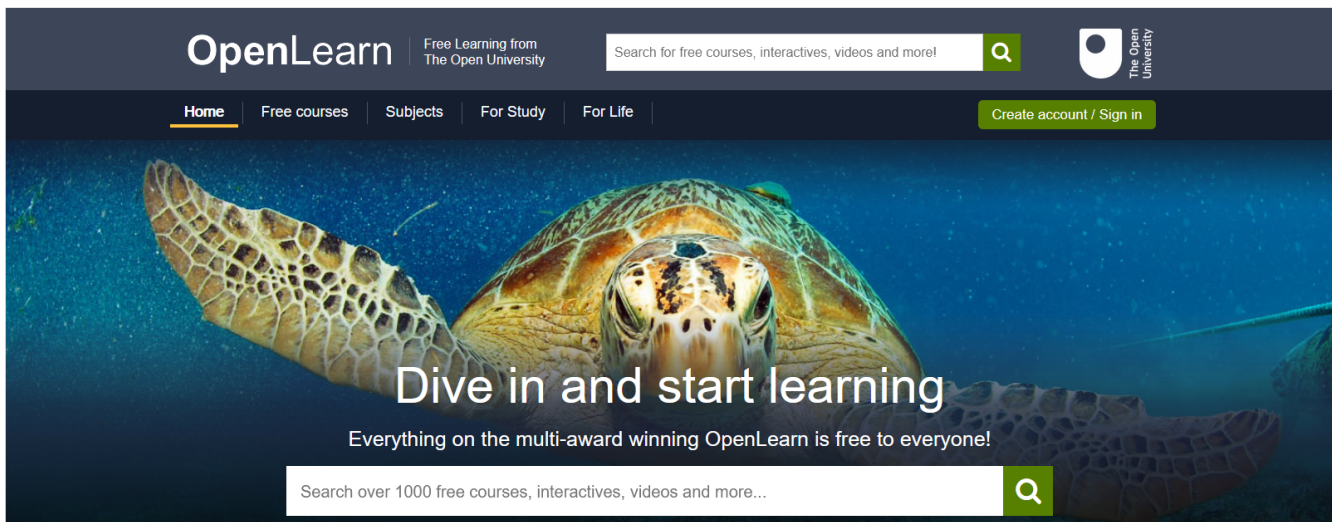 OpenLearn
Free Learning from
The Open University
Search for free courses, interactives, videos and more!
The Open
University
Home
Free courses
Subjects
For Study
For Life
Create account / Sign in
Dive in and start learning
Everything on the multi-award winning OpenLearn is free to everyone!
Search over 1000 free courses, interactives, videos and more...